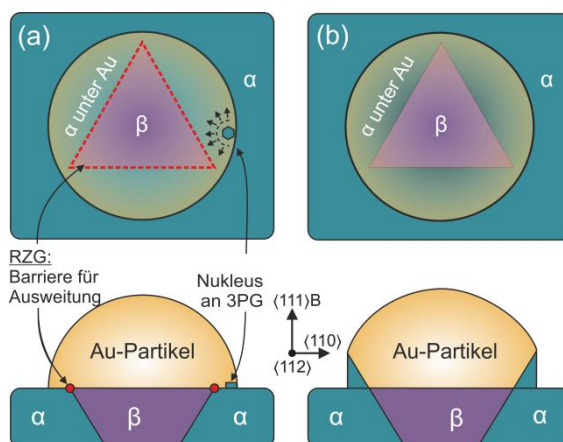 (a)
α
α unter Au
β
(b)
α
α unter Au
β
RZG:
Barriere für
Ausweitung
Nukleus
an 3PG
⟨111⟩B
⟨110⟩
⟨112⟩
Au-Partikel
α
β
α
Au-Partikel
α
β
α